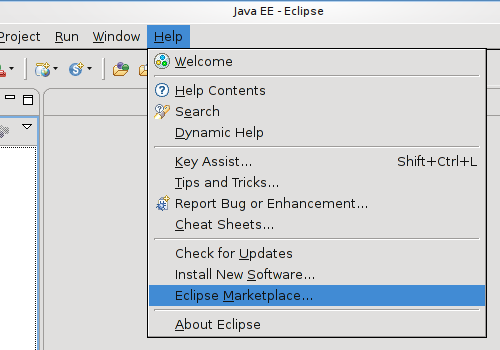 Java EE - Eclipse
Project Run Window Help
Welcome
Help Contents
Search
Dynamic Help
Key Assist... Shift+Ctrl+L
Tips and Tricks...
Report Bug or Enhancement...
Cheat Sheets...
Check for Updates
Install New Software...
Eclipse Marketplace...
About Eclipse